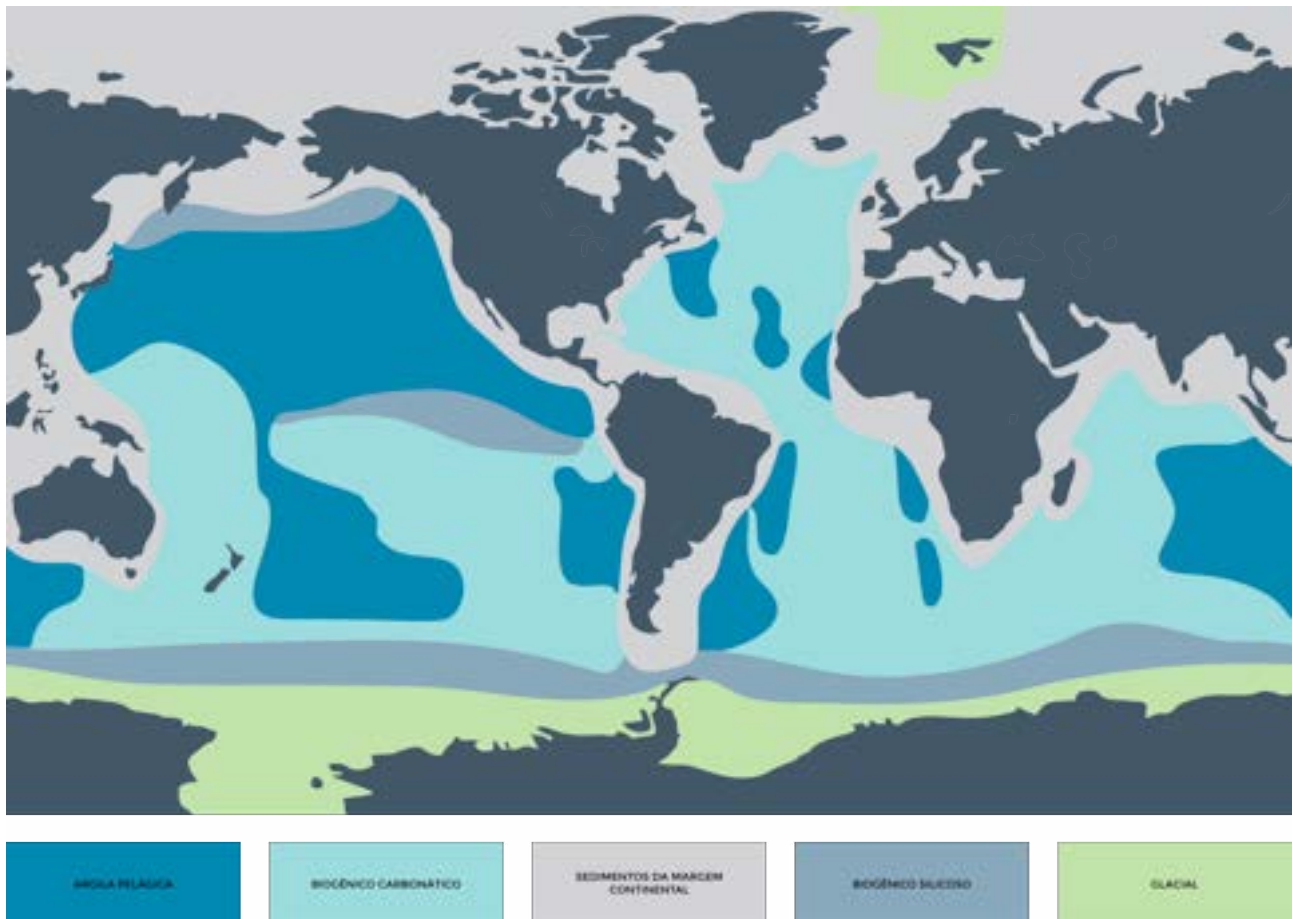 ARGILA PELÁGICA
BIOGÊNICO CARBONÁTICO
SEDIMENTOS DA MARGEM
CONTINENTAL
BIOGÊNICO SILICOSO
GLACIAL